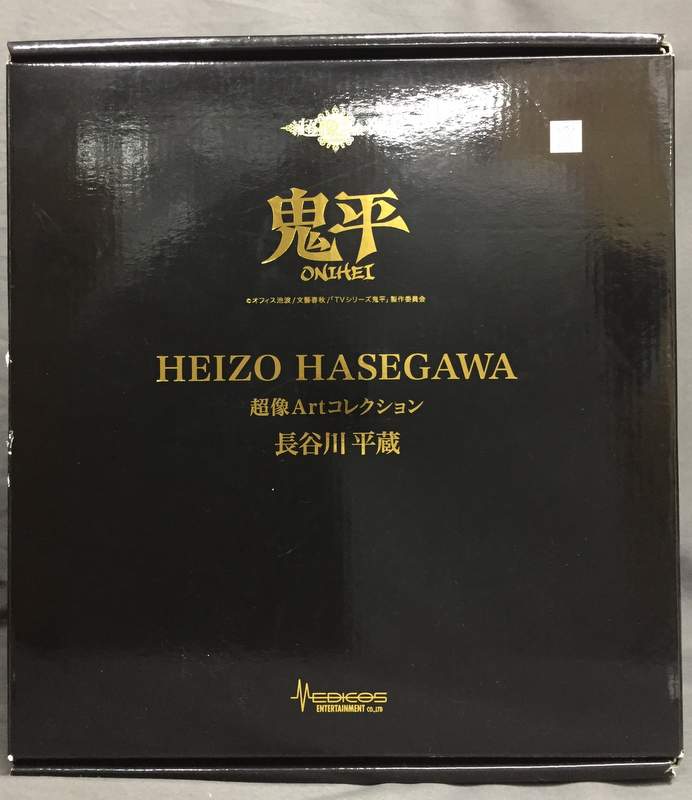 鬼平
ONIHEI
©オフィス池波/文藝春秋/「TVシリーズ鬼平」製作委員会
HEIZO HASEGAWA
超像Artコレクション
長谷川 平蔵
MEDICOS
ENTERTAINMENT CO.,LTD